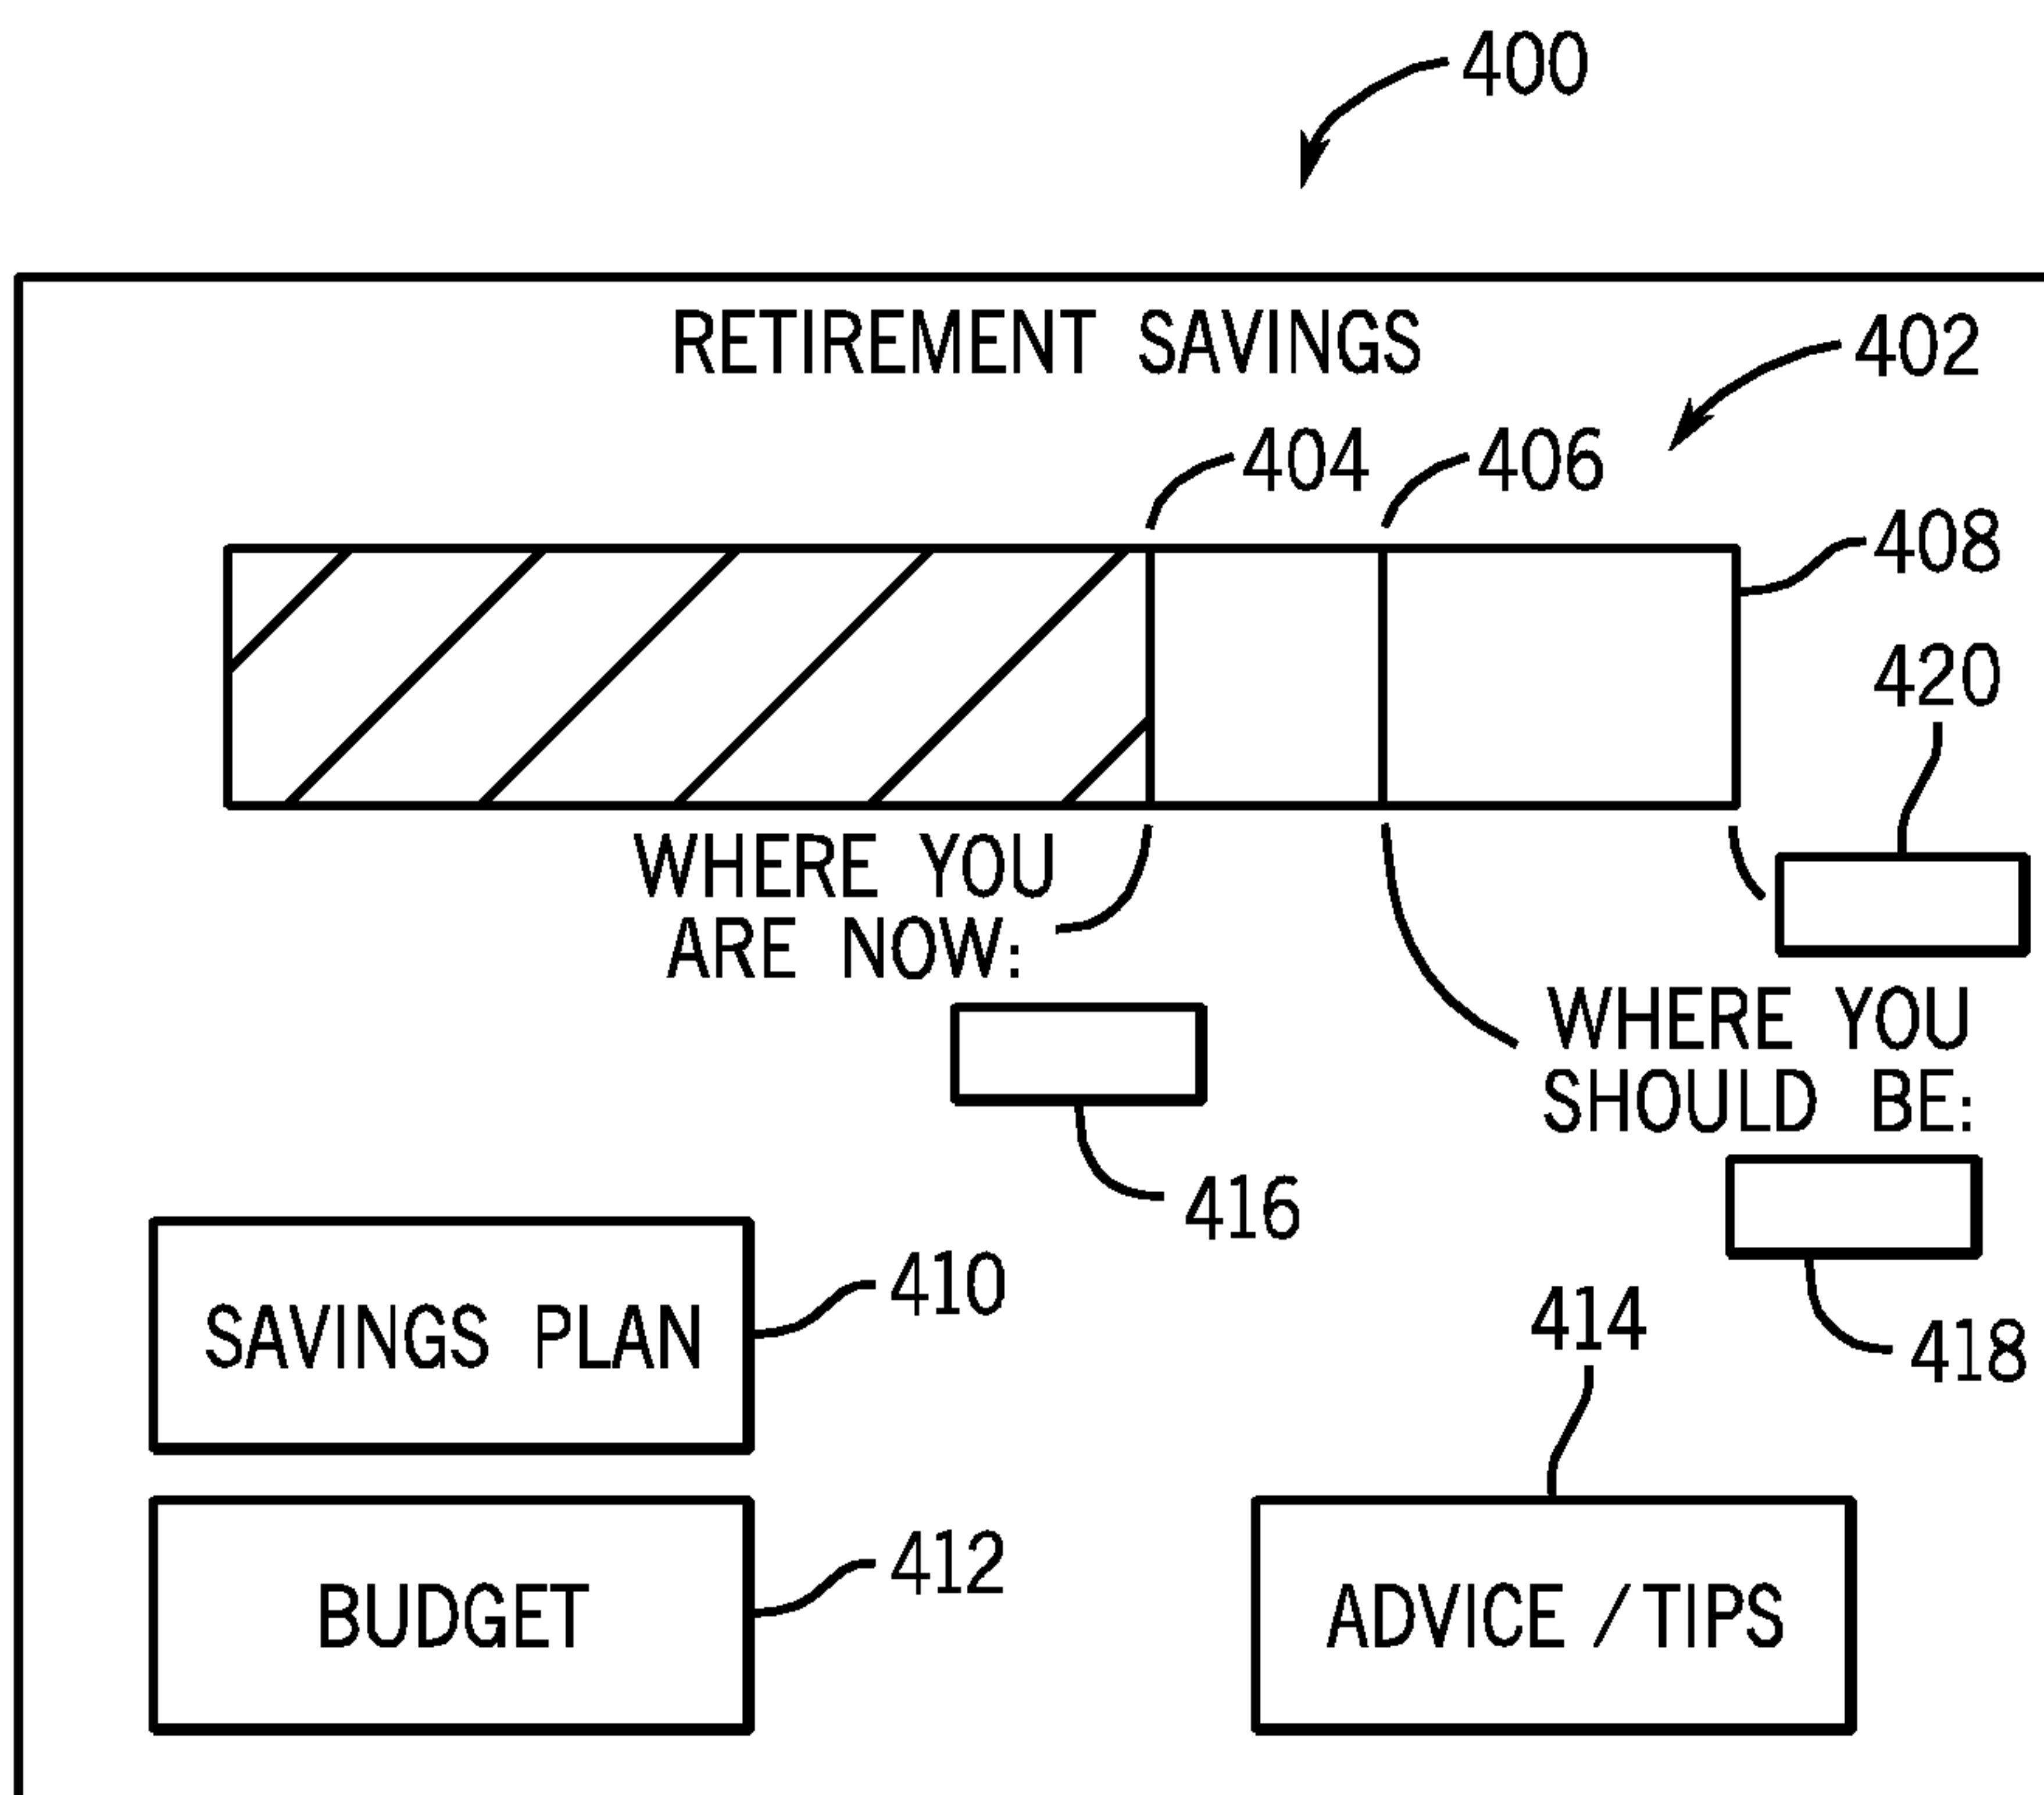 400
RETIREMENT SAVINGS
402
404
406
408
420
WHERE YOU
ARE NOW:
WHERE YOU
SHOULD BE:
416
418
SAVINGS PLAN
410
414
BUDGET
412
ADVICE / TIPS